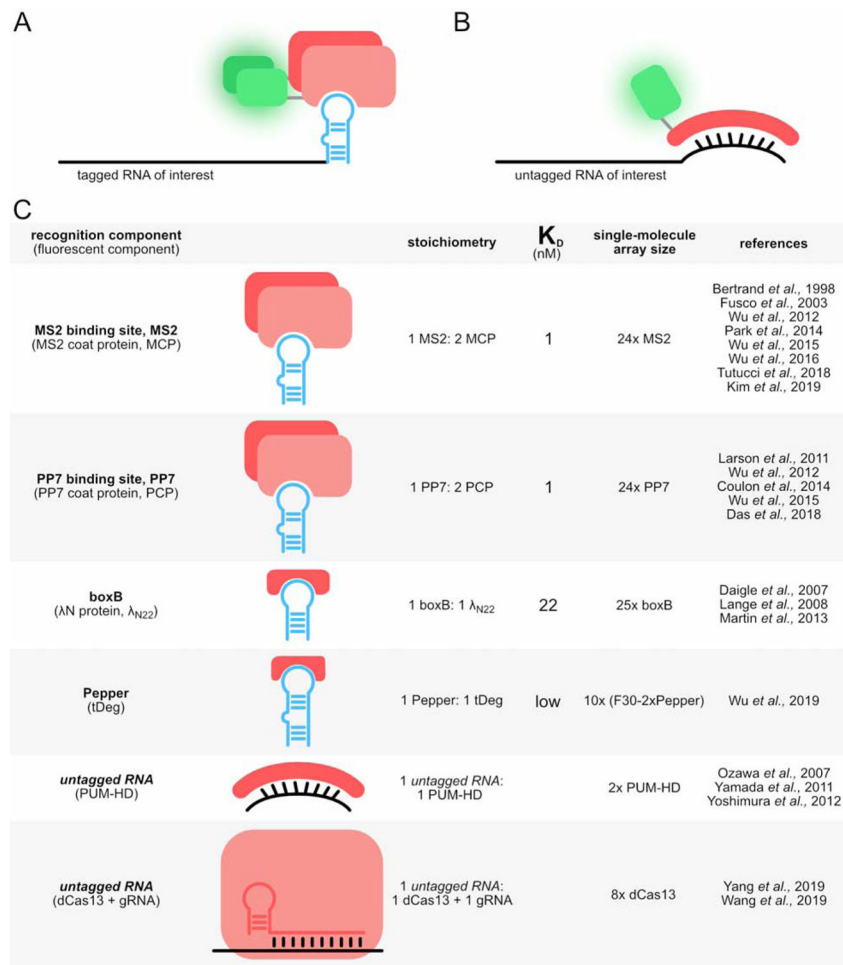 A
B
tagged RNA of interest
untagged RNA of interest
C
recognition component
(fluorescent component)
stoichiometry
KD
(nM)
single-molecule
array size
references
MS2 binding site, MS2
(MS2 coat protein, MCP)
1 MS2: 2 MCP
1
24x MS2
Bertrand et al., 1998
Fusco et al., 2003
Wu et al., 2012
Park et al., 2014
Wu et al., 2015
Wu et al., 2016
Tutucci et al., 2018
Kim et al., 2019
PP7 binding site, PP7
(PP7 coat protein, PCP)
1 PP7: 2 PCP
1
24x PP7
Larson et al., 2011
Wu et al., 2012
Coulon et al., 2014
Wu et al., 2015
Das et al., 2018
boxB
(λN protein, λN22)
1 boxB: 1 λN22
22
25x boxB
Daigle et al., 2007
Lange et al., 2008
Martin et al., 2013
Pepper
(tDeg)
1 Pepper: 1 tDeg
low
10x (F30-2xPepper)
Wu et al., 2019
untagged RNA
(PUM-HD)
1 untagged RNA:
1 PUM-HD
2x PUM-HD
Ozawa et al., 2007
Yamada et al., 2011
Yoshimura et al., 2012
untagged RNA
(dCas13 + gRNA)
1 untagged RNA:
1 dCas13 + 1 gRNA
8x dCas13
Yang et al., 2019
Wang et al., 2019